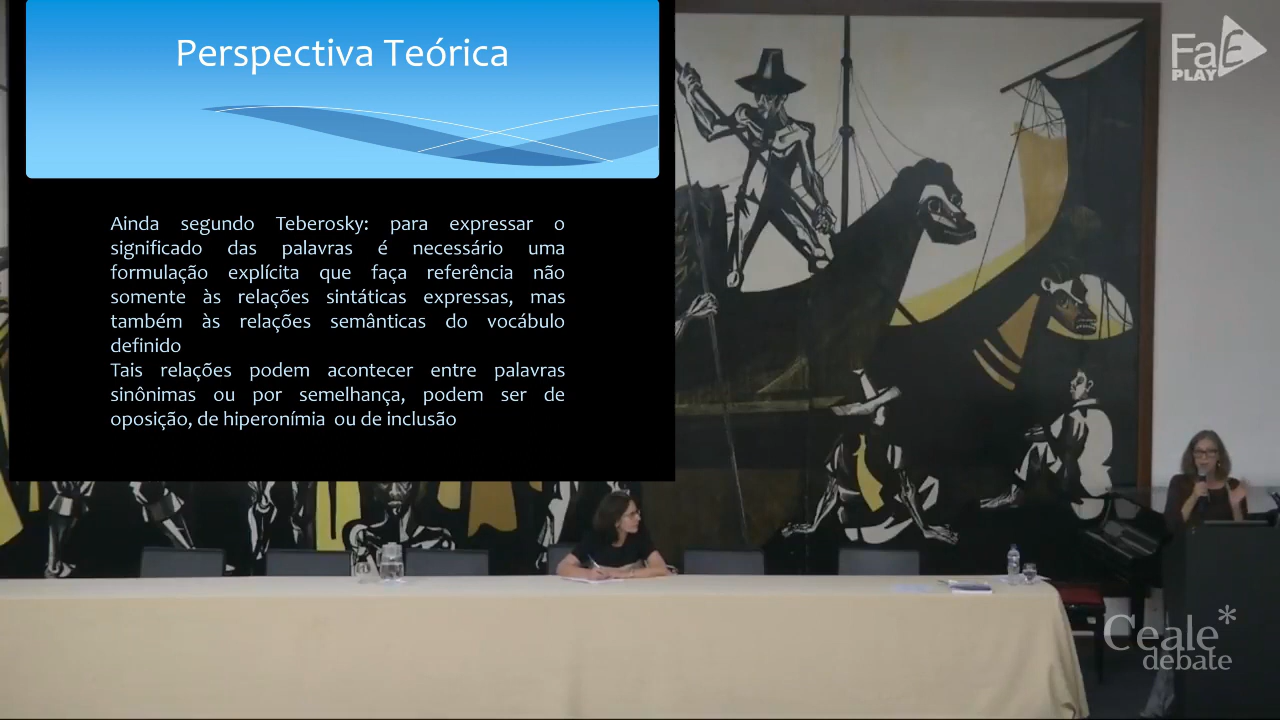 Perspectiva Teórica
Ainda segundo Teberosky: para expressar o
significado das palavras é necessário uma
formulação explícita que faça referência não
somente às relações sintáticas expressas, mas
também às relações semânticas do vocábulo
definido
Tais relações podem acontecer entre palavras
sinônimas ou por semelhança, podem ser de
oposição, de hiperonímia ou de inclusão
FaE
PLAY
Ceale*
debate